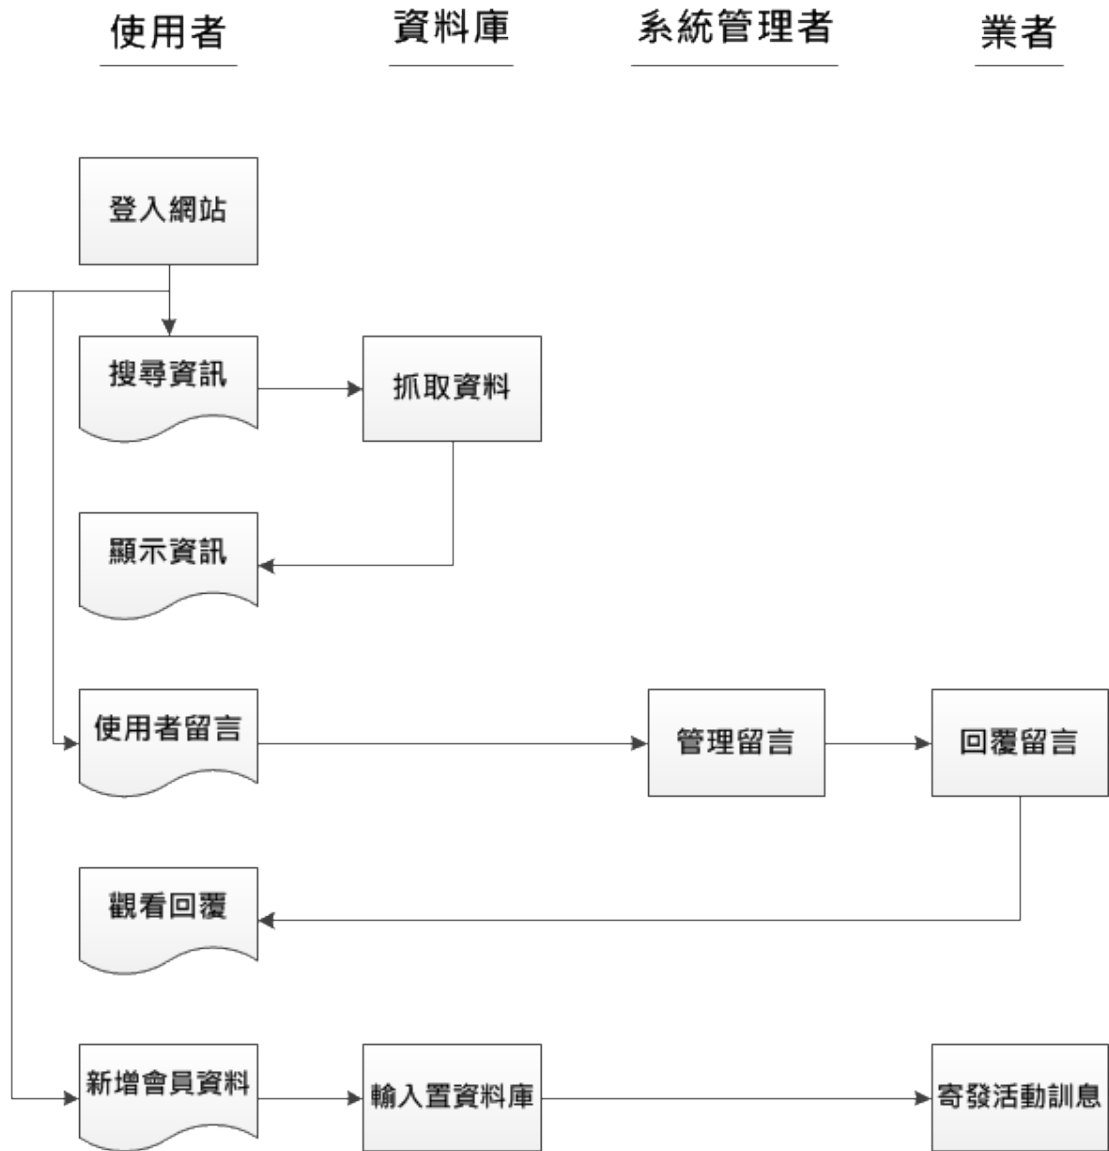 使用者
資料庫
系統管理者
業者
登入網站
搜尋資訊
抓取資料
顯示資訊
使用者留言
管理留言
回覆留言
觀看回覆
新增會員資料
輸入置資料庫
寄發活動訓息